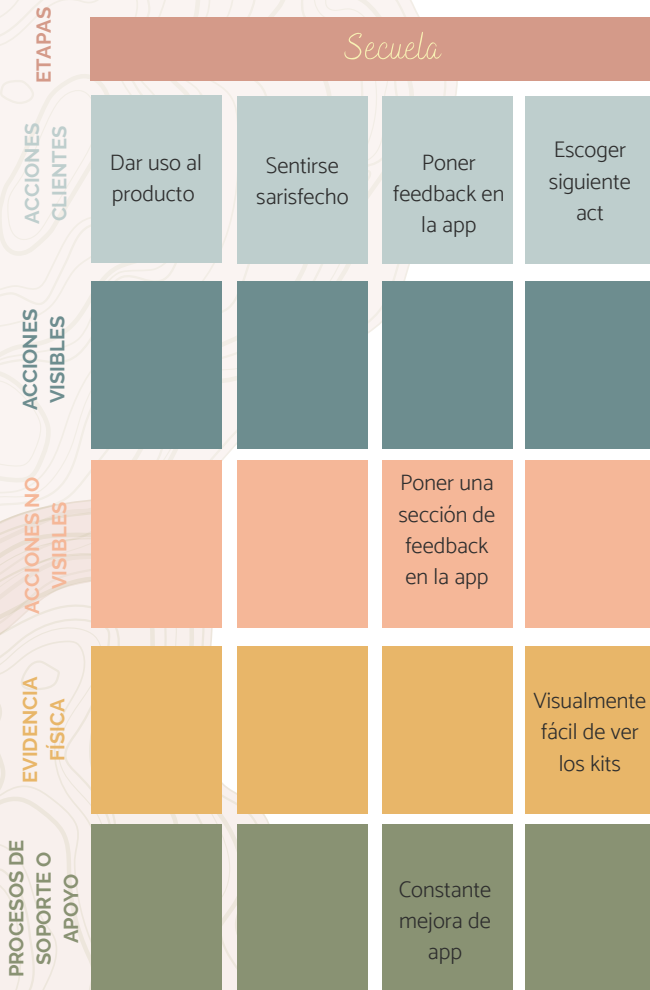 ETAPAS
Secuela
ACCIONES
CLIENTES
Dar uso al
producto
Sentirse
sarisfecho
Poner
feedback en
la app
Escoger
siguiente
act
ACCIONES
VISIBLES
ACCIONES NO
VISIBLES
Poner una
sección de
feedback
en la app
EVIDENCIA
FÍSICA
Visualmente
fácil de ver
los kits
PROCESOS DE
SOPORTE O
APOYO
Constante
mejora de
app